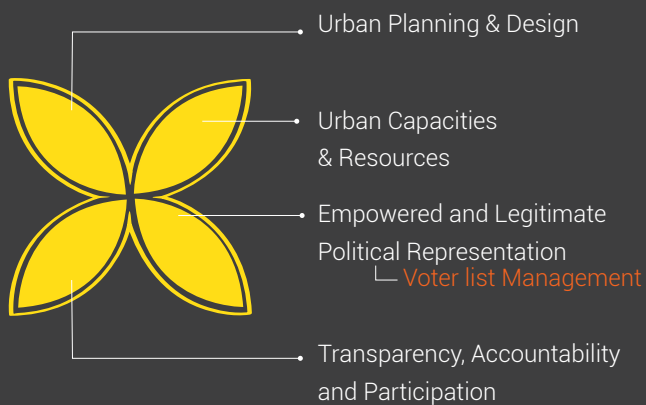 Urban Planning & Design
Urban Capacities
& Resources
Empowered and Legitimate
Political Representation
Voter list Management
Transparency, Accountability
and Participation